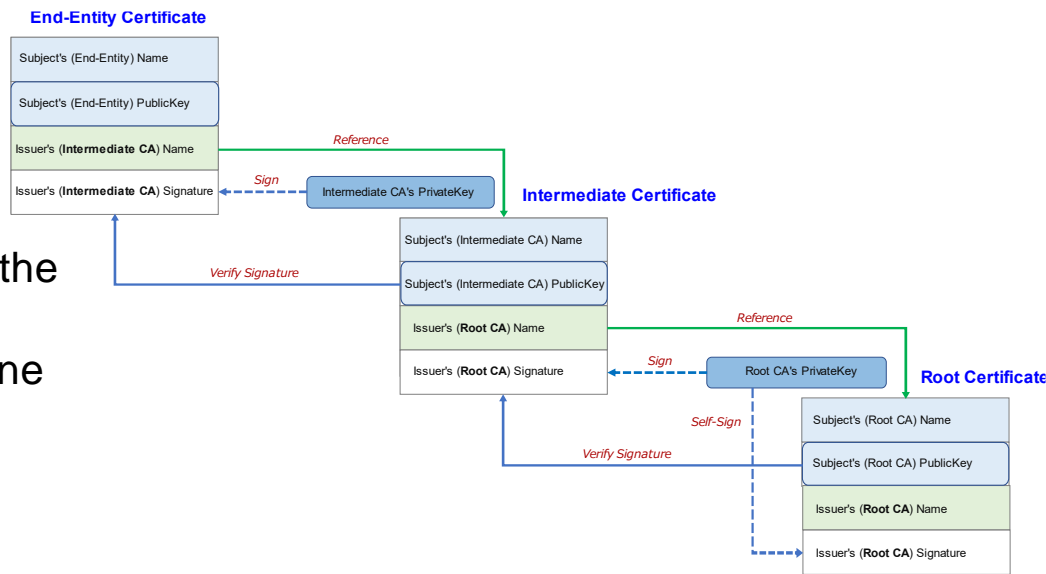 End-Entity Certificate
Subject's (End-Entity) Name
Subject's (End-Entity) PublicKey
Issuer's (Intermediate CA) Name
Issuer's (Intermediate CA) Signature
Reference
Sign
Intermediate CA's PrivateKey
Verify Signature
the
ne
Intermediate Certificate
Subject's (Intermediate CA) Name
Subject's (Intermediate CA) PublicKey
Issuer's (Root CA) Name
Issuer's (Root CA) Signature
Reference
Sign
Root CA's PrivateKey
Self-Sign
Verify Signature
Root Certificate
Subject's (Root CA) Name
Subject's (Root CA) PublicKey
Issuer's (Root CA) Name
Issuer's (Root CA) Signature